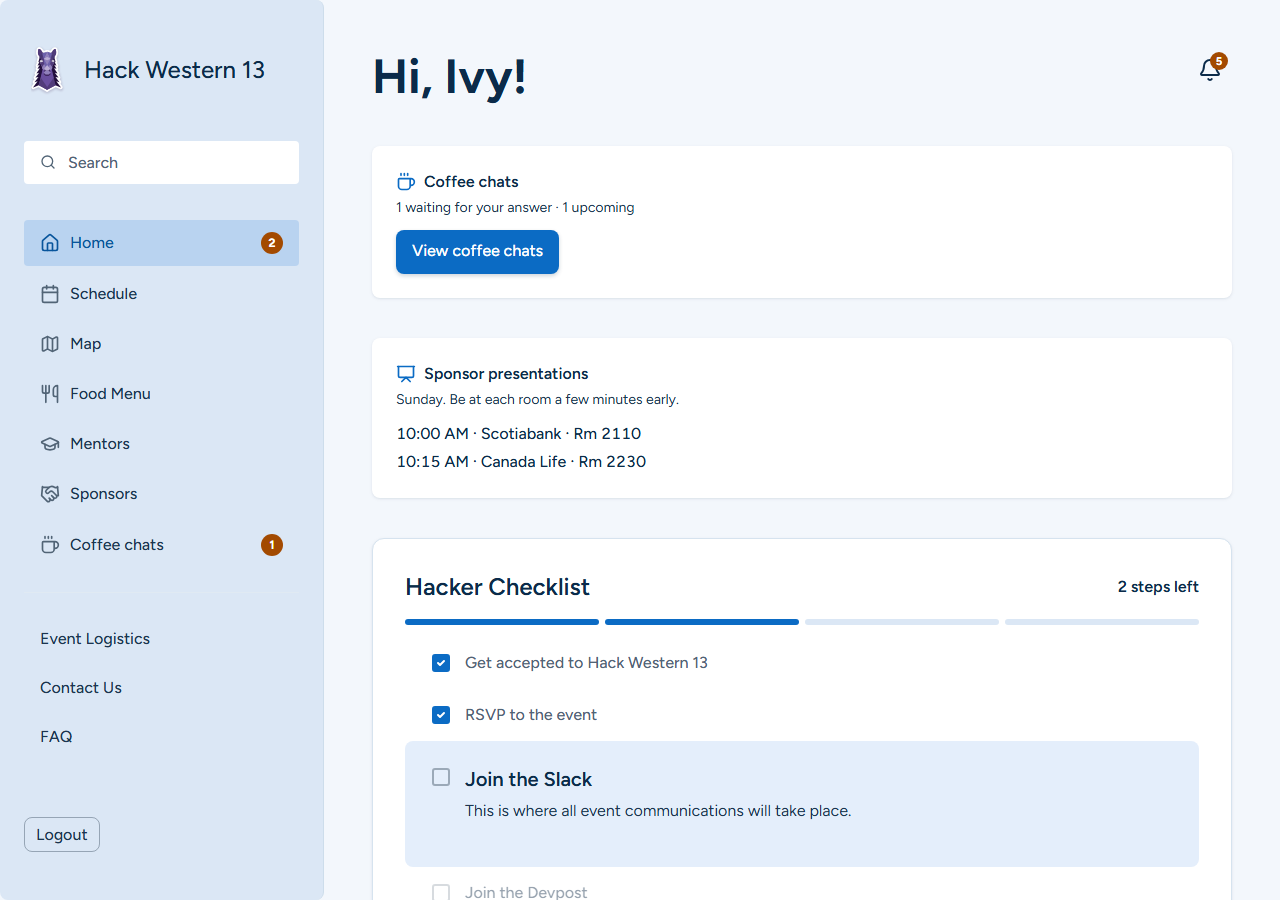 Hack Western 13
Search
Home 2
Schedule
Map
Food Menu
Mentors
Sponsors
Coffee chats 1
Event Logistics
Contact Us
FAQ
Logout
Hi, Ivy!
5
Coffee chats
1 waiting for your answer · 1 upcoming
View coffee chats
Sponsor presentations
Sunday. Be at each room a few minutes early.
10:00 AM · Scotiabank · Rm 2110
10:15 AM · Canada Life · Rm 2230
Hacker Checklist
2 steps left
Get accepted to Hack Western 13
RSVP to the event
Join the Slack
This is where all event communications will take place.
Join the Devpost